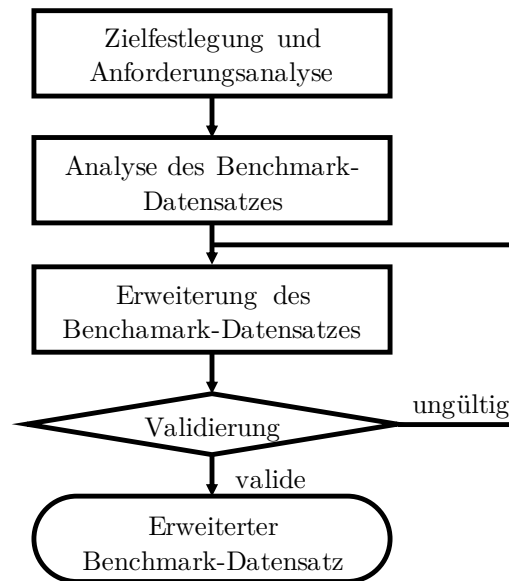 Zielfestlegung und
Anforderungsanalyse
Analyse des Benchmark-
Datensatzes
Erweiterung des
Benchamark-Datensatzes
Validierung
ungültig
valide
Erweiterter
Benchmark-Datensatz